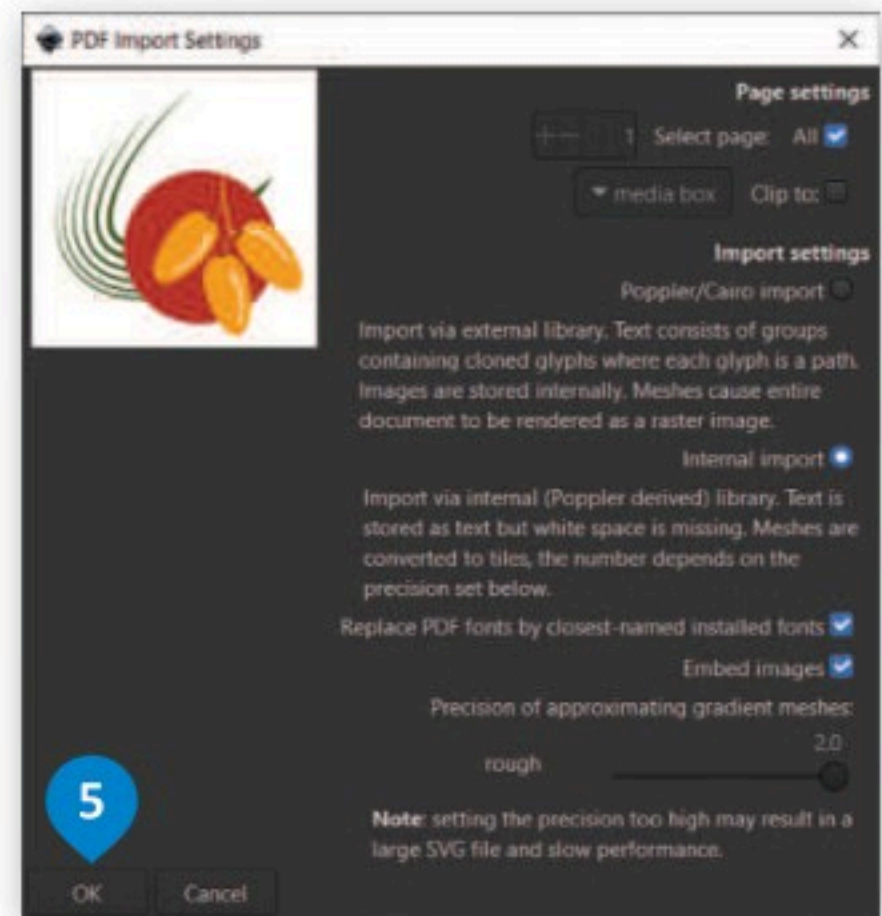 PDF Import Settings
Page settings
1 Select page: All
media box Clip to:
Import settings
Poppler/Cairo import
Import via external library. Text consists of groups
containing cloned glyphs where each glyph is a path.
Images are stored internally. Meshes cause entire
document to be rendered as a raster image.
Internal import
Import via internal (Poppler derived) library. Text is
stored as text but white space is missing. Meshes are
converted to tiles, the number depends on the
precision set below.
Replace PDF fonts by closest-named installed fonts
Embed images
Precision of approximating gradient meshes:
2.0
rough
Note: setting the precision too high may result in a
large SVG file and slow performance.
5
OK Cancel